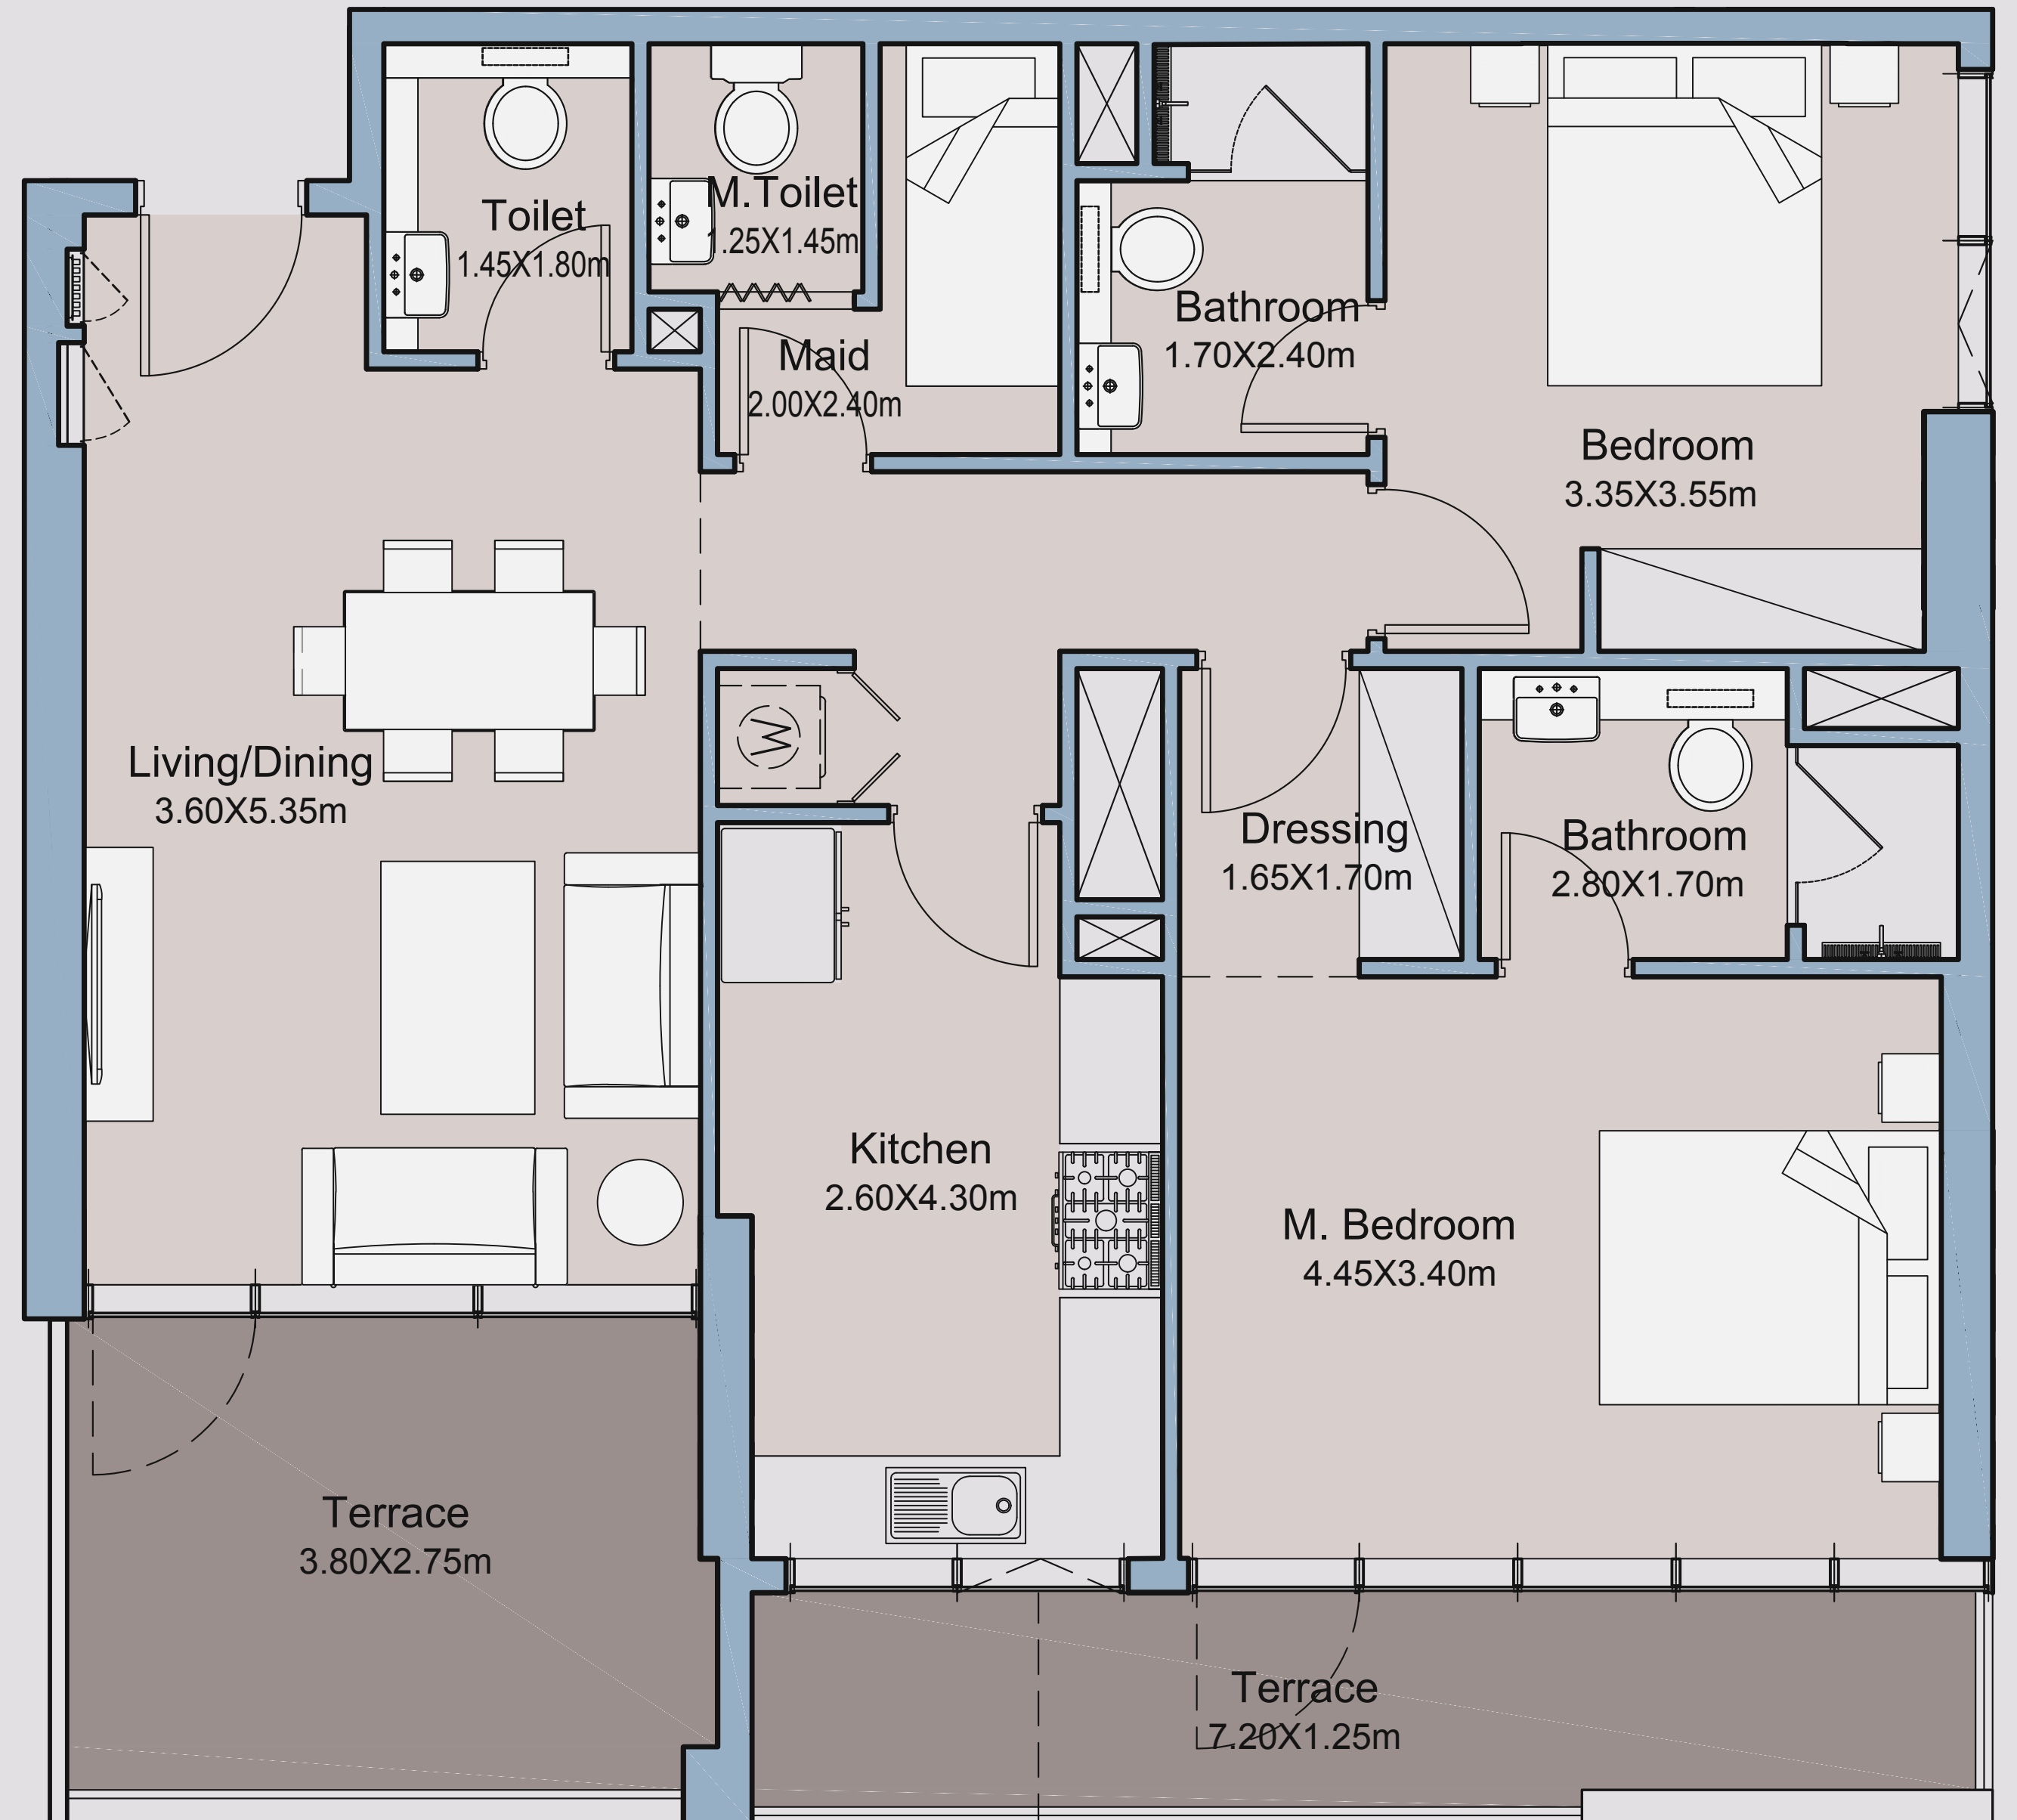 Toilet
1.45X1.80m
M.Toilet
1.25X1.45m
Maid
2.00X2.40m
Bathroom
1.70X2.40m
Bedroom
3.35X3.55m
Living/Dining
3.60X5.35m
W
Dressing
1.65X1.70m
Bathroom
2.80X1.70m
Kitchen
2.60X4.30m
M. Bedroom
4.45X3.40m
Terrace
3.80X2.75m
Terrace
7.20X1.25m